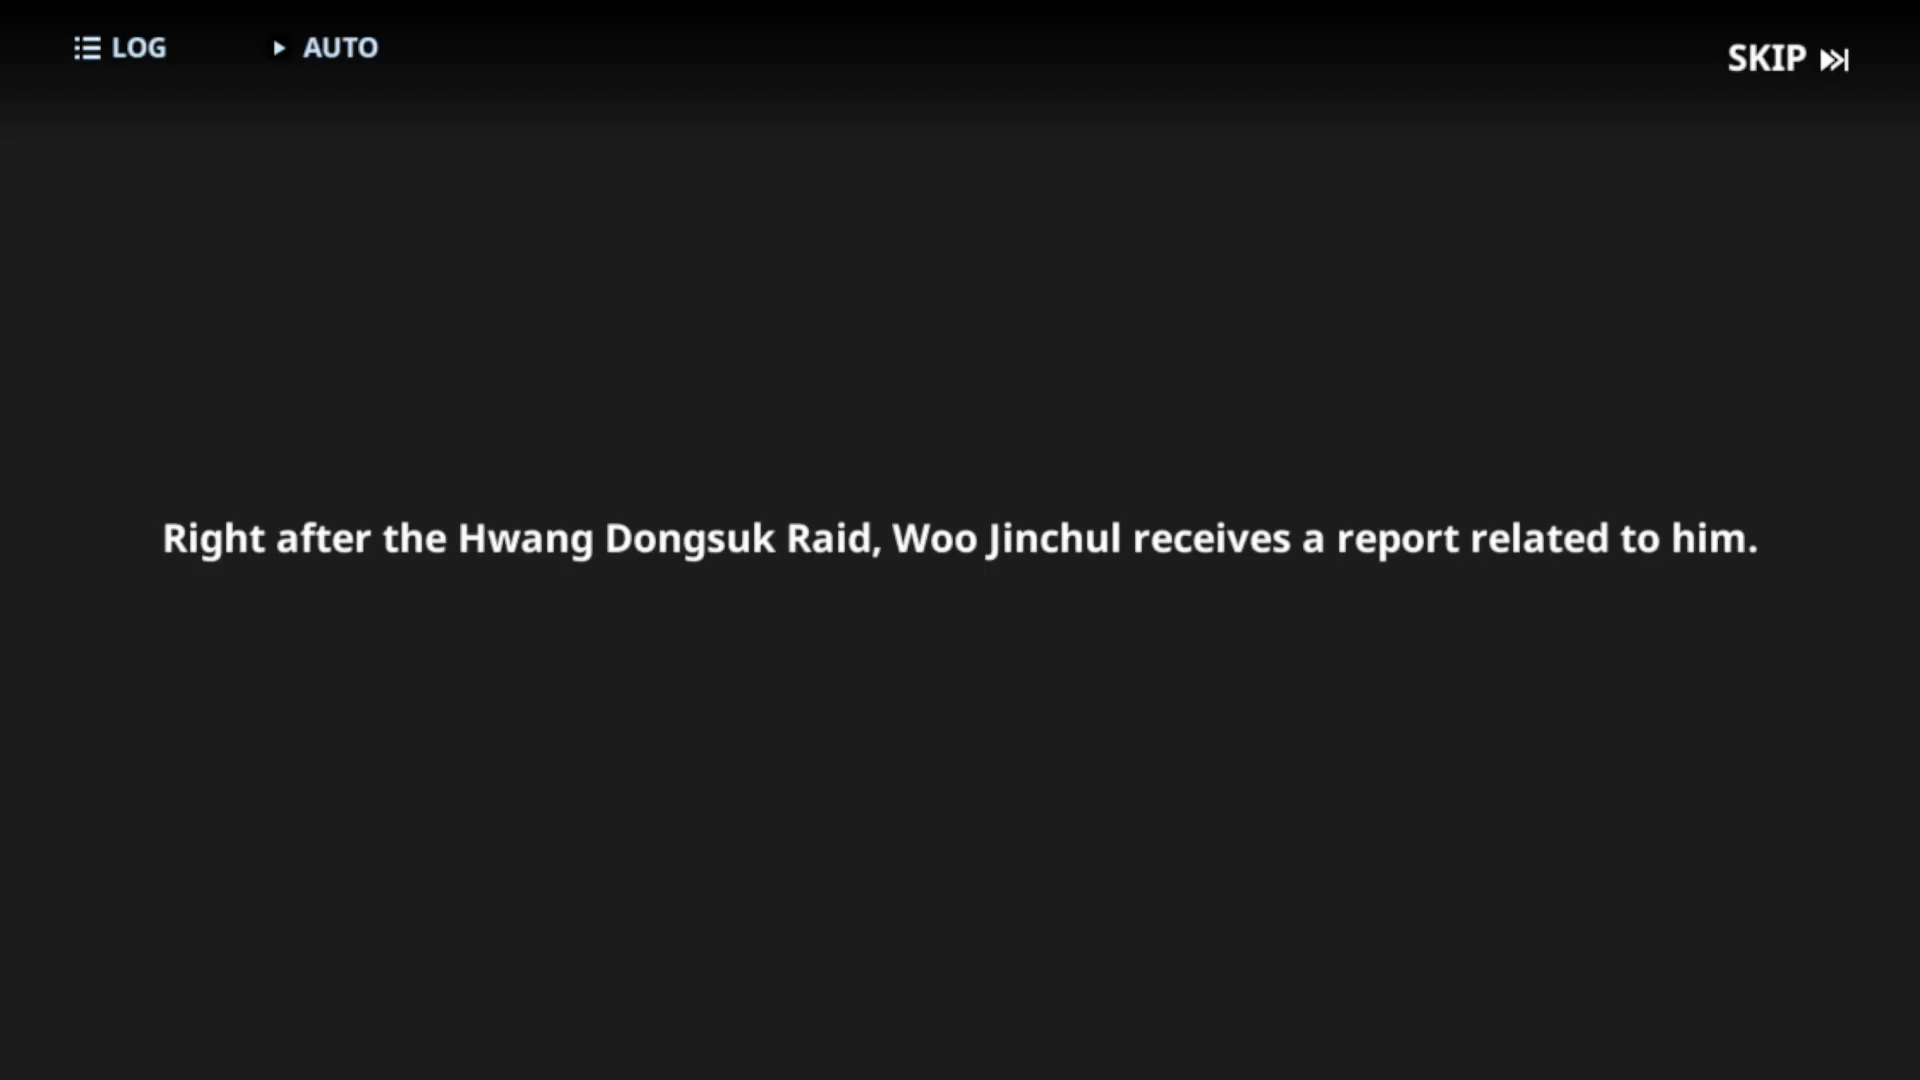 LOG
AUTO
SKIP
Right after the Hwang Dongsuk Raid, Woo Jinchul receives a report related to him.